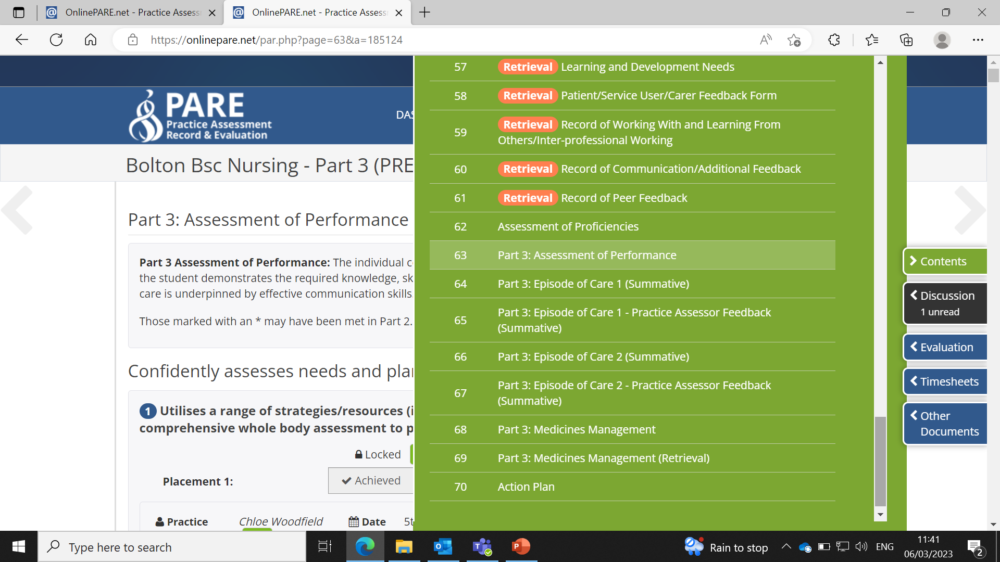 OnlinePARE.net - Practice Assess
OnlinePARE.net - Practice Assess
https://onlinepare.net/par.php?page=63&a=185124
PARE
Practice Assessment
Record & Evaluation
DAS
Bolton Bsc Nursing - Part 3 (PRE
Part 3: Assessment of Performance
Part 3 Assessment of Performance: The individual c
the student demonstrates the required knowledge, sk
care is underpinned by effective communication skills
Those marked with an * may have been met in Part 2.
Confidently assesses needs and pla
1 Utilises a range of strategies/resources (i
comprehensive whole body assessment to p
Locked
Placement 1:
Achieved
Practice Chloe Woodfield Date 5t
57 Retrieval Learning and Development Needs
58 Retrieval Patient/Service User/Carer Feedback Form
59 Retrieval Record of Working With and Learning From
Others/Inter-professional Working
60 Retrieval Record of Communication/Additional Feedback
61 Retrieval Record of Peer Feedback
62 Assessment of Proficiencies
63 Part 3: Assessment of Performance
64 Part 3: Episode of Care 1 (Summative)
65 Part 3: Episode of Care 1 - Practice Assessor Feedback
(Summative)
66 Part 3: Episode of Care 2 (Summative)
67 Part 3: Episode of Care 2 - Practice Assessor Feedback
(Summative)
68 Part 3: Medicines Management
69 Part 3: Medicines Management (Retrieval)
70 Action Plan
Contents
Discussion
1 unread
Evaluation
Timesheets
Other
Documents
Type here to search
Rain to stop
ENG
11:41
06/03/2023
2